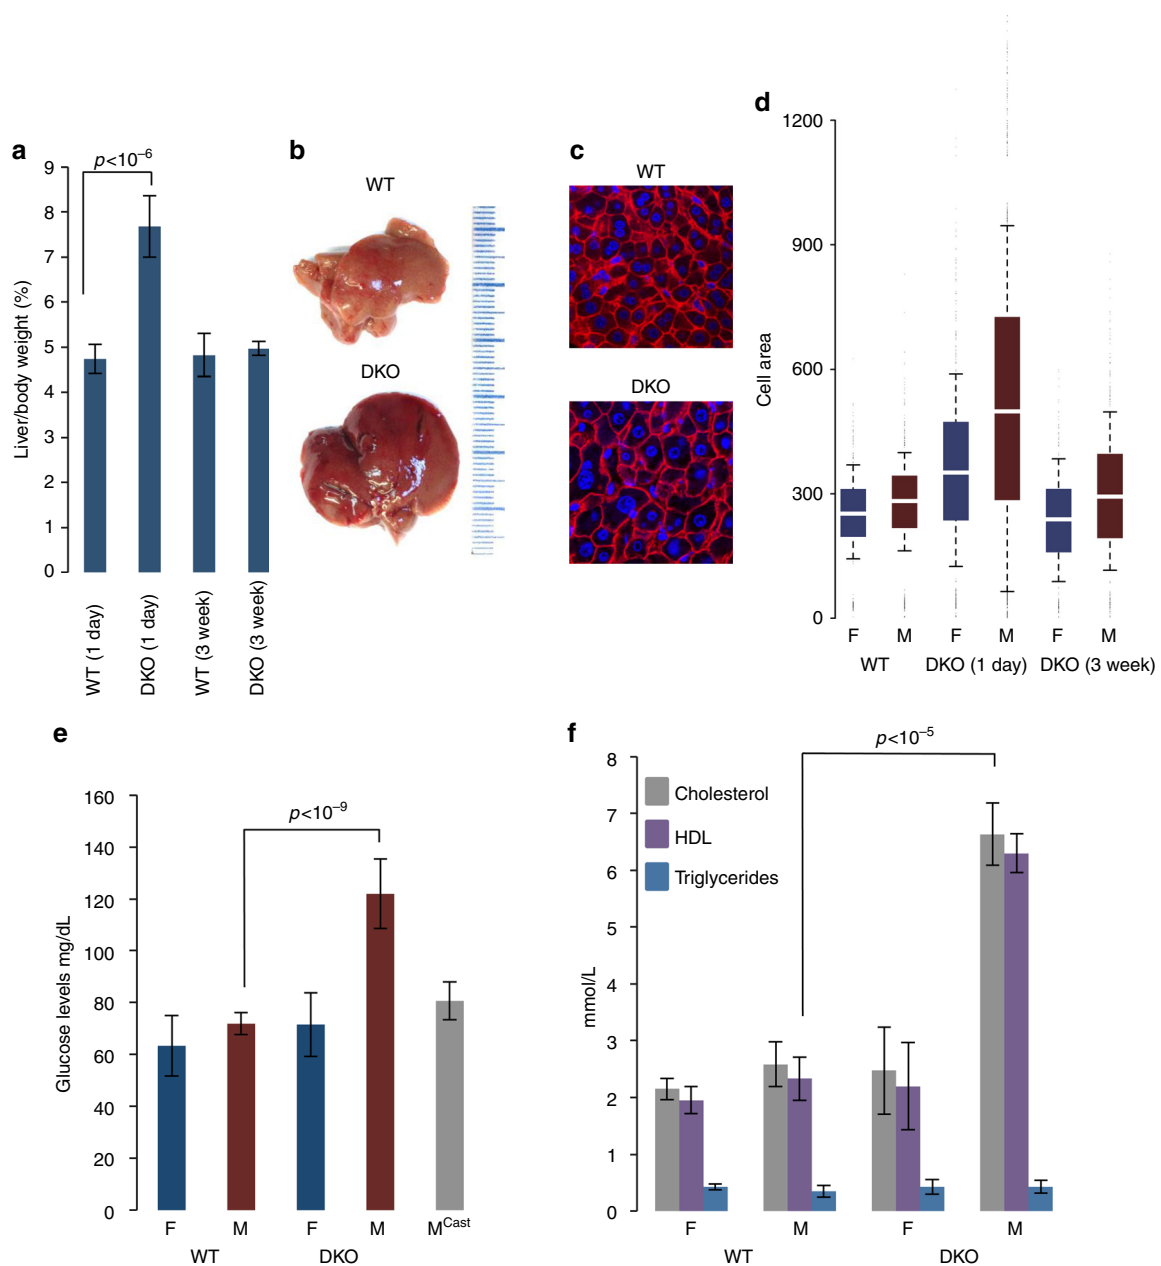 a
p<10–6
9
8
7
6
5
4
3
2
1
0
Liver/body weight (%)
WT (1 day)
DKO (1 day)
WT (3 week)
DKO (3 week)
b
WT
DKO
c
WT
DKO
d
1200
900
600
300
0
Cell area
F M F M F M
WT DKO (1 day) DKO (3 week)
e
160
140
120
100
80
60
40
20
0
Glucose levels mg/dL
p<10–9
F M F M MCast
WT DKO
f
p<10–5
8
7
6
5
4
3
2
1
0
mmol/L
Cholesterol
HDL
Triglycerides
F M F M
WT DKO